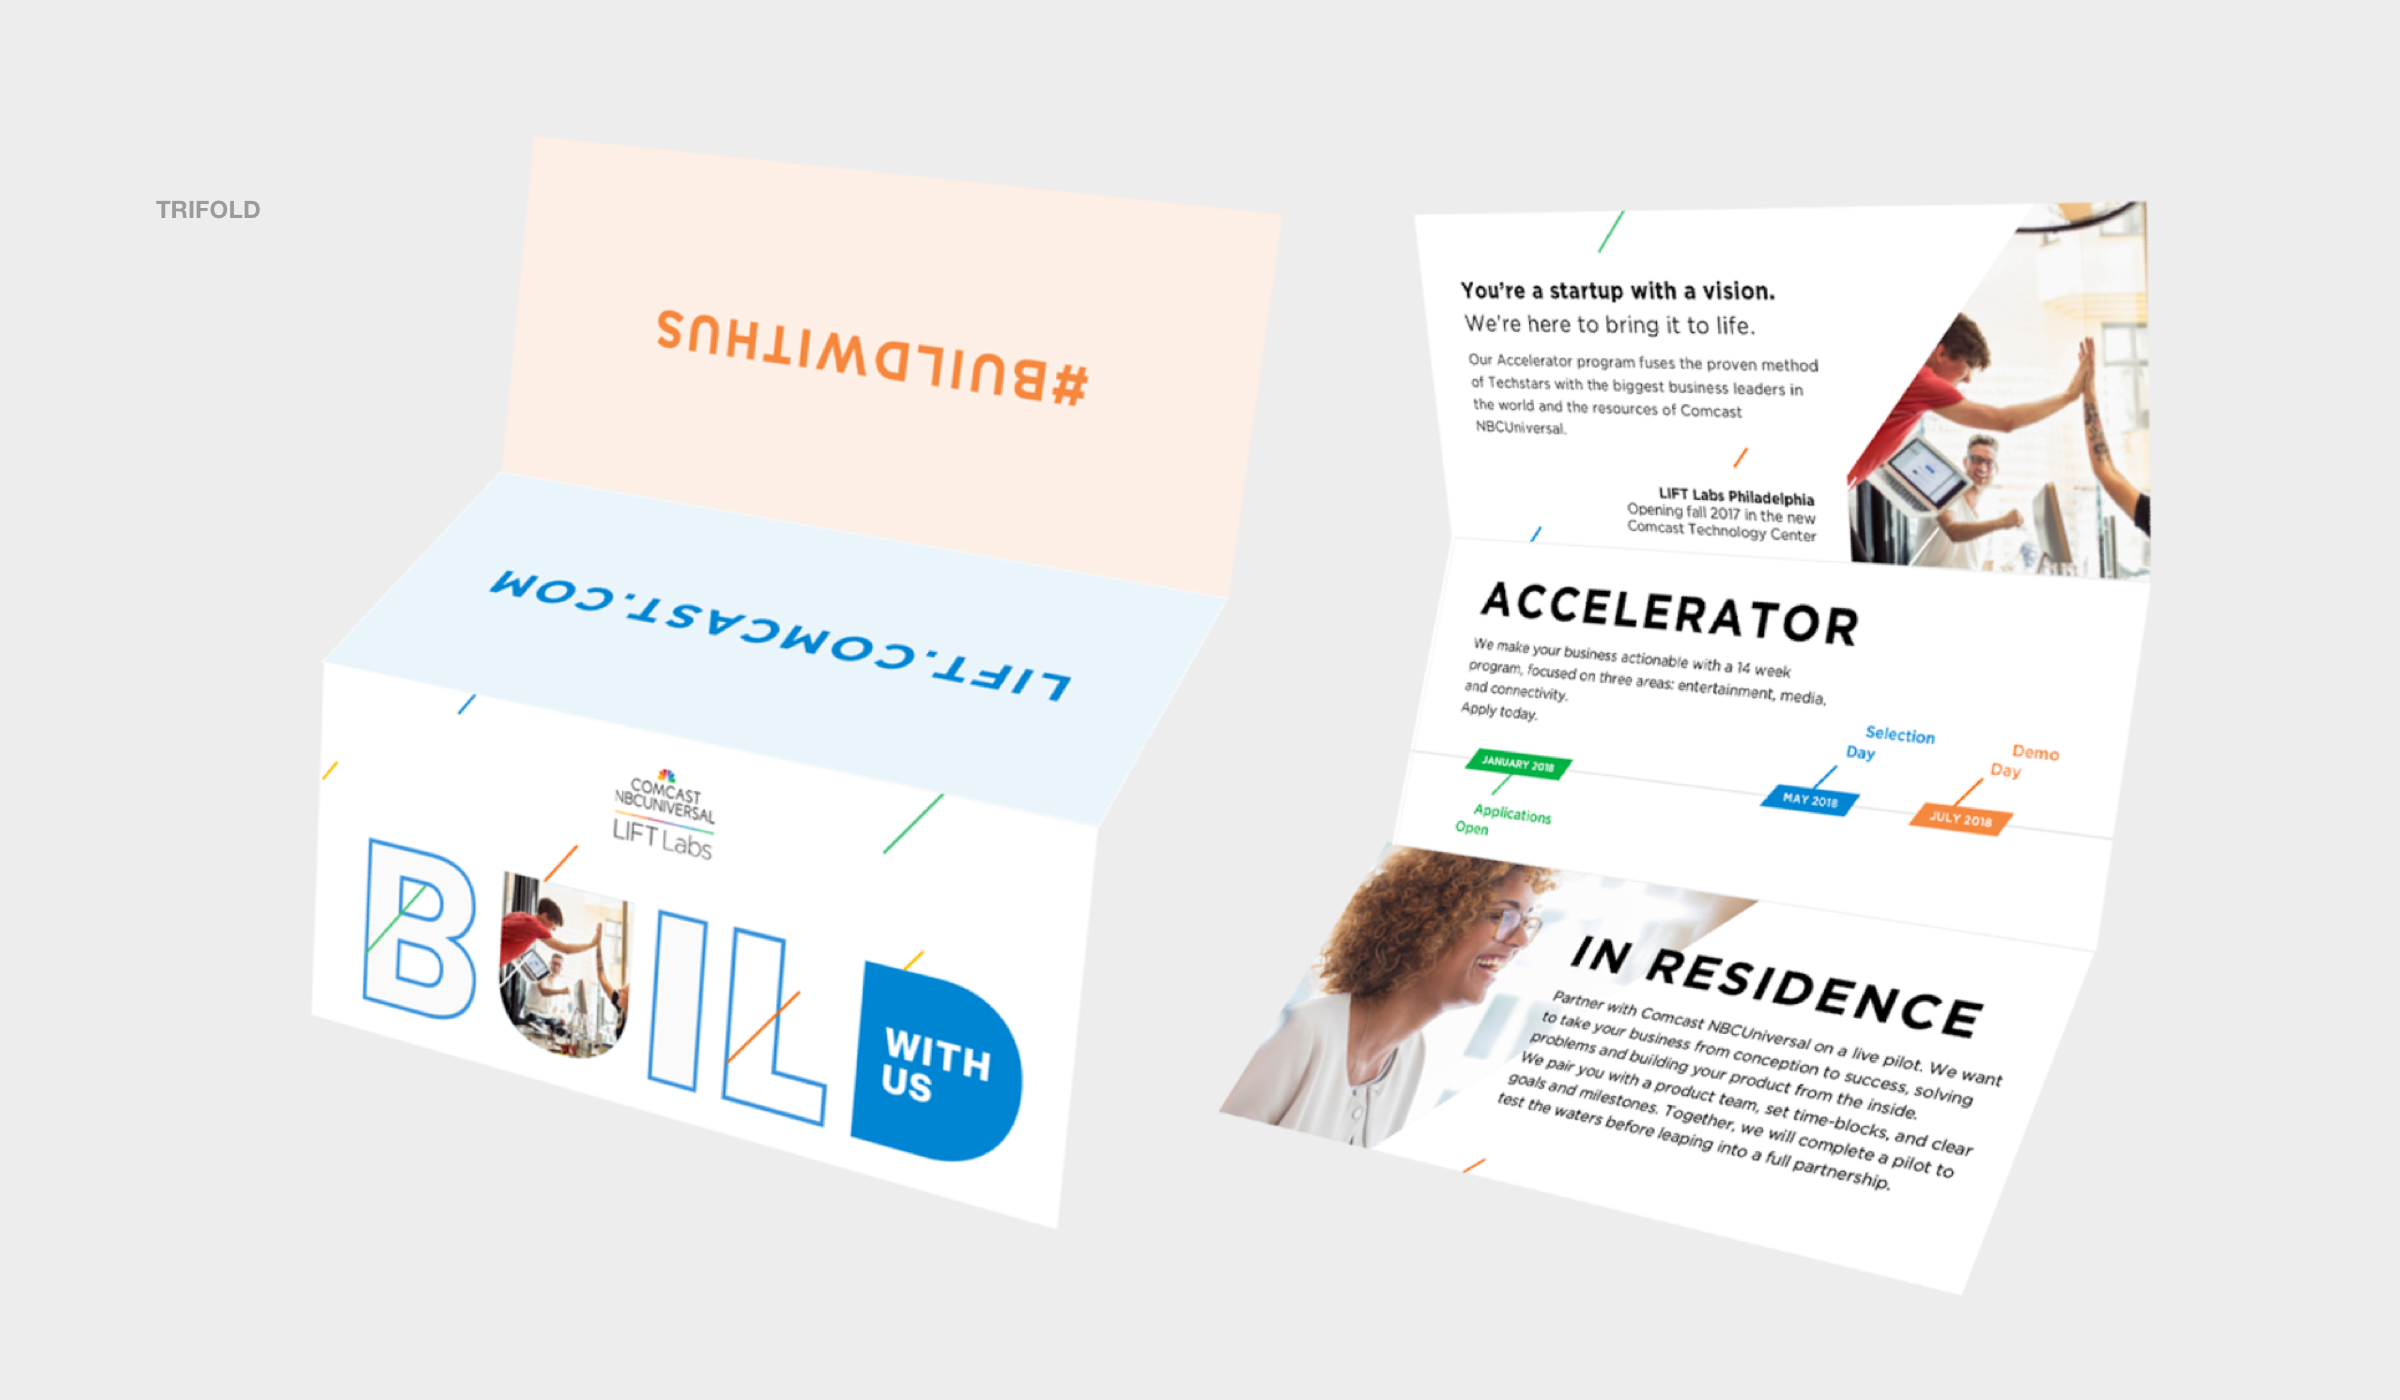 TRIFOLD
#BUILDWITHUS
LIFT.COMCAST.COM
COMCAST
NBCUNIVERSAL
LIFT Labs
BUILD
WITH
US
You're a startup with a vision.
We're here to bring it to life.
Our Accelerator program fuses the proven method
of Techstars with the biggest business leaders in
the world and the resources of Comcast
NBCUniversal.
LIFT Labs Philadelphia
Opening fall 2017 in the new
Comcast Technology Center
ACCELERATOR
We make your business actionable with a 14 week
program, focused on three areas: entertainment, media,
and connectivity.
Apply today.
JANUARY 2018
Applications
Open
Selection
Day
MAY 2018
Demo
Day
JULY 2018
IN RESIDENCE
Partner with Comcast NBCUniversal on a live pilot. We want
to take your business from conception to success, solving
problems and building your product from the inside.
We pair you with a product team, set time-blocks, and clear
goals and milestones. Together, we will complete a pilot to
test the waters before leaping into a full partnership.